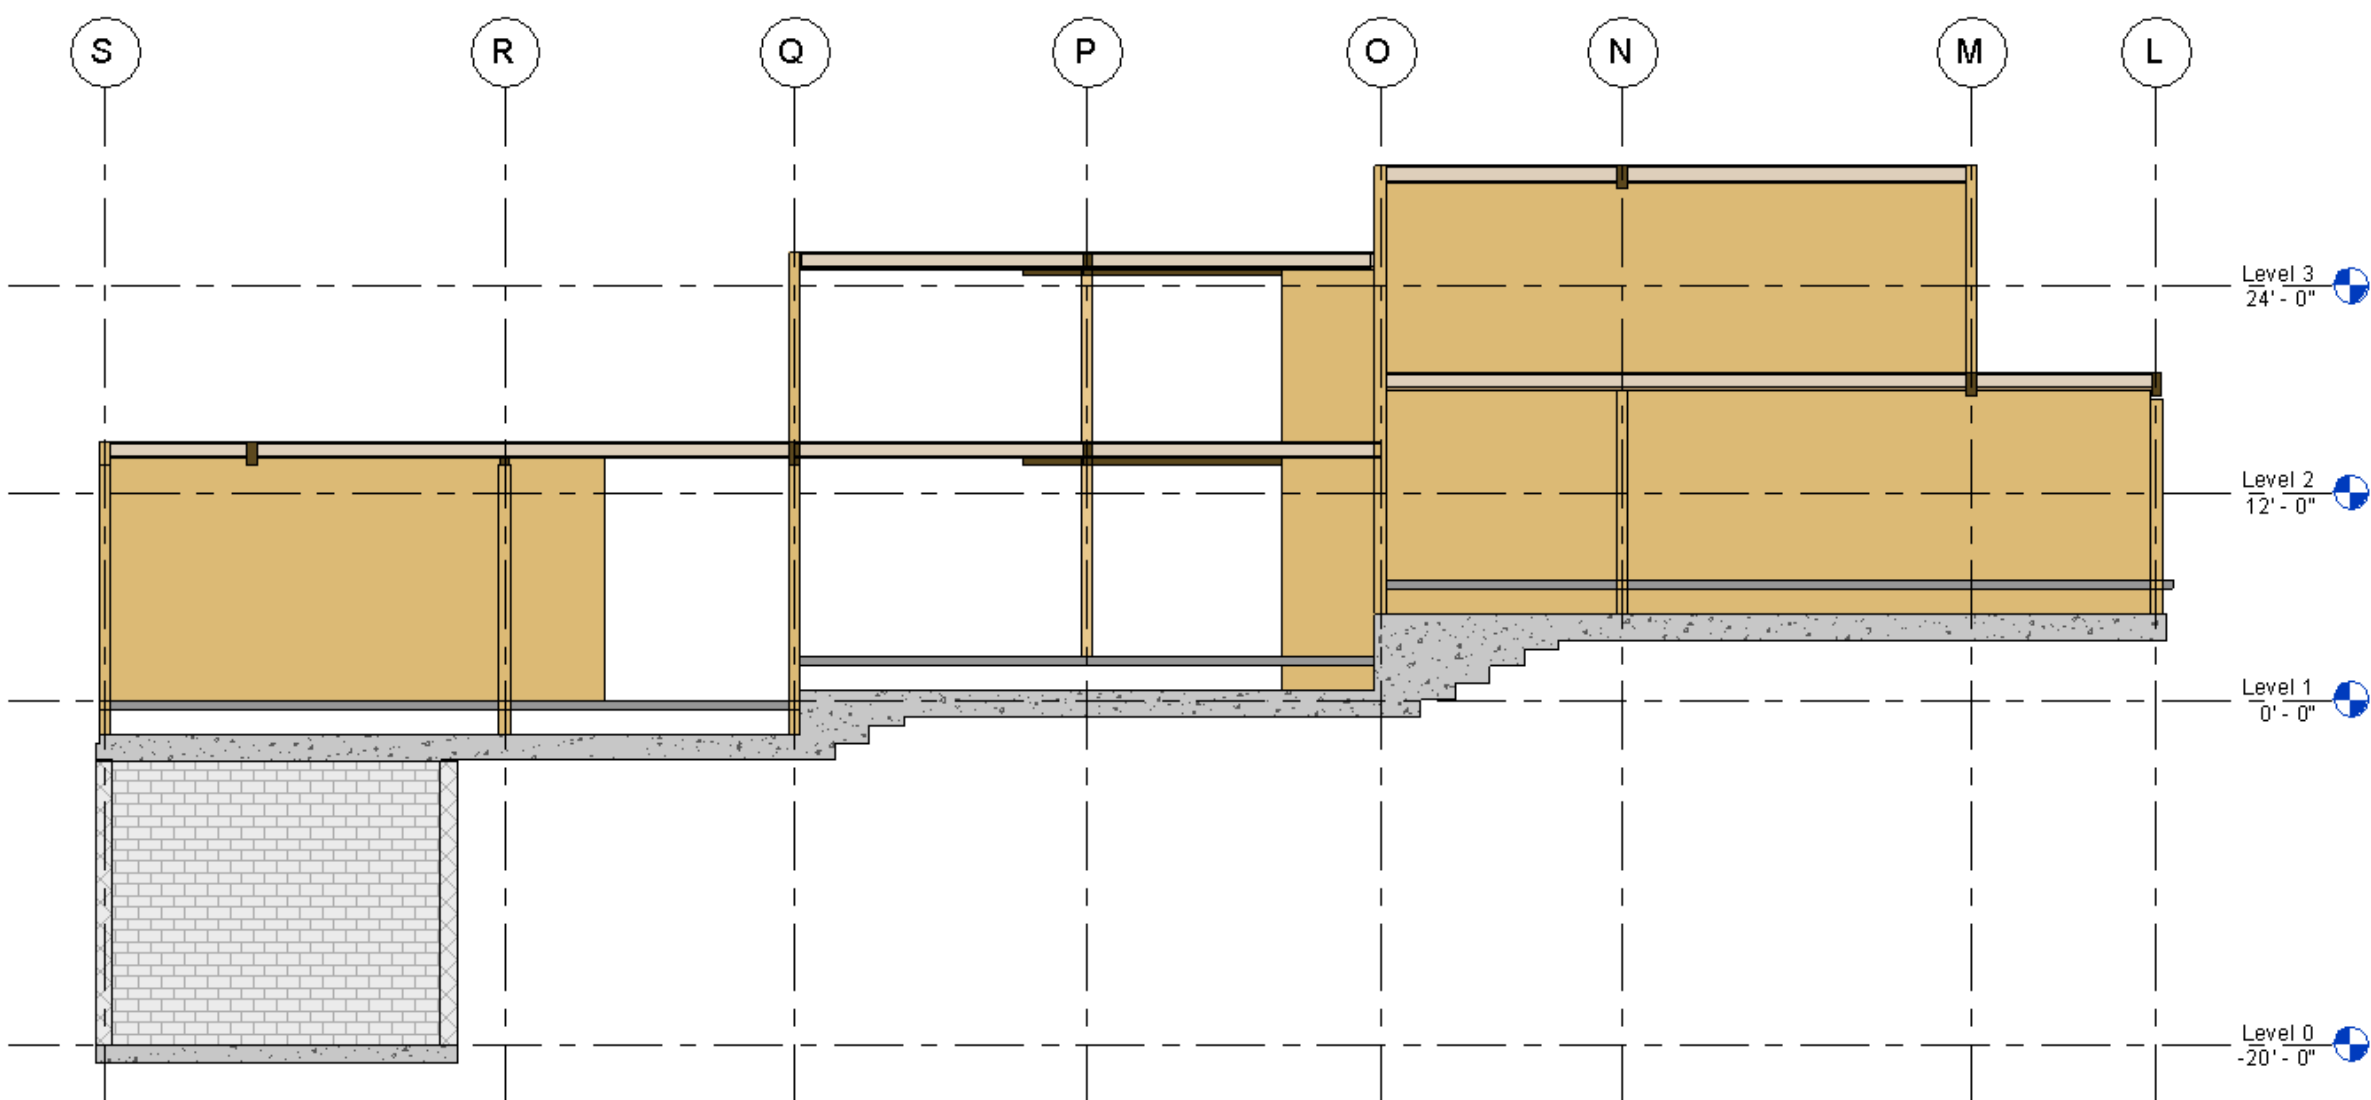 S R Q P O N M L
Level 3
24' - 0"
Level 2
12' - 0"
Level 1
0' - 0"
Level 0
-20' - 0"